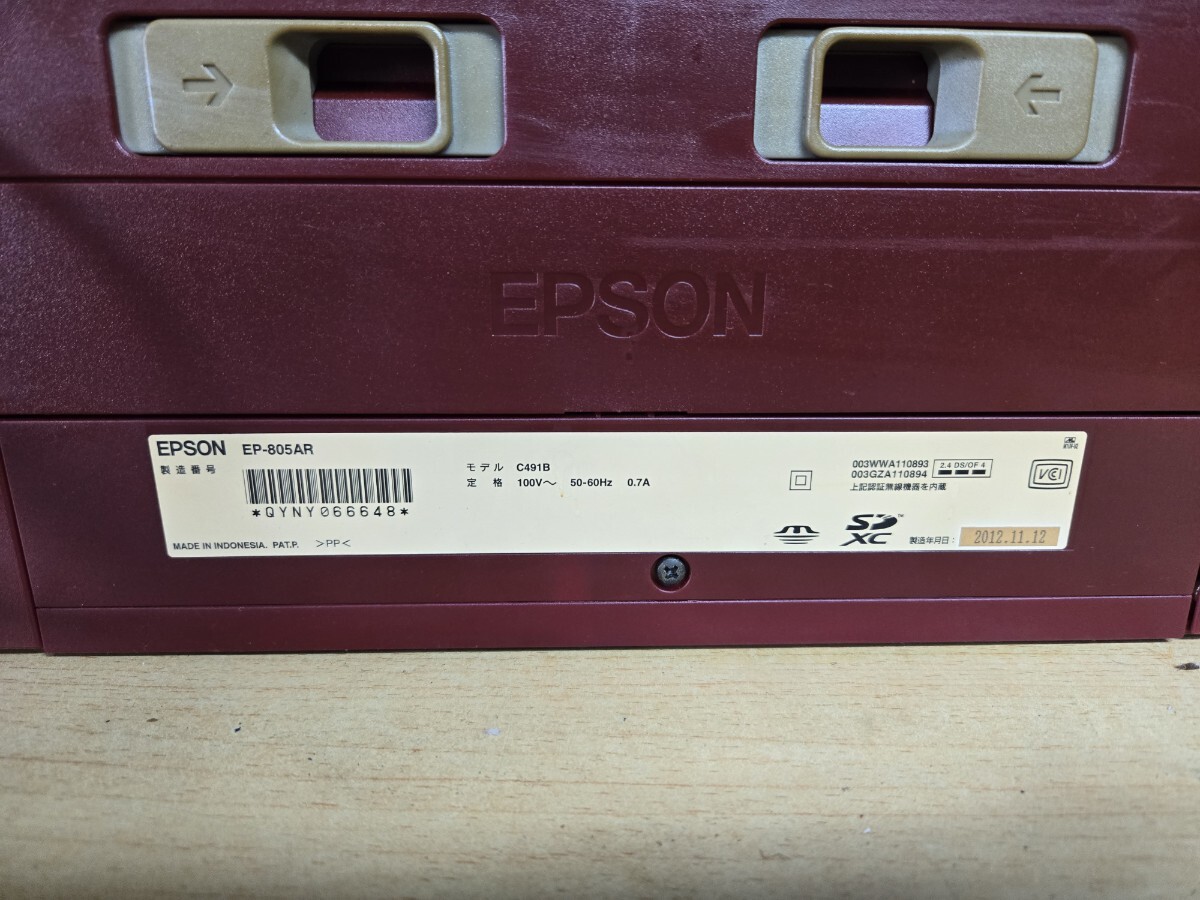 EPSON
EPSON EP-805AR
製造番号
*QYNY066648*
MADE IN INDONESIA. PAT.P. >PP<
モデル C491B
定格 100V～ 50-60Hz 0.7A
003WWA110893
003GZA110894
2.4 DS/OF 4
上記認証無線機器を内蔵
VCI
SD™
XC
製造年月日： 2012.11.12